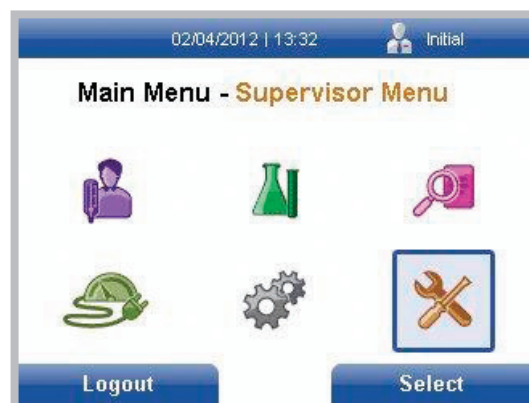 02/04/2012 | 13:32 Initial
Main Menu - Supervisor Menu
Logout Select